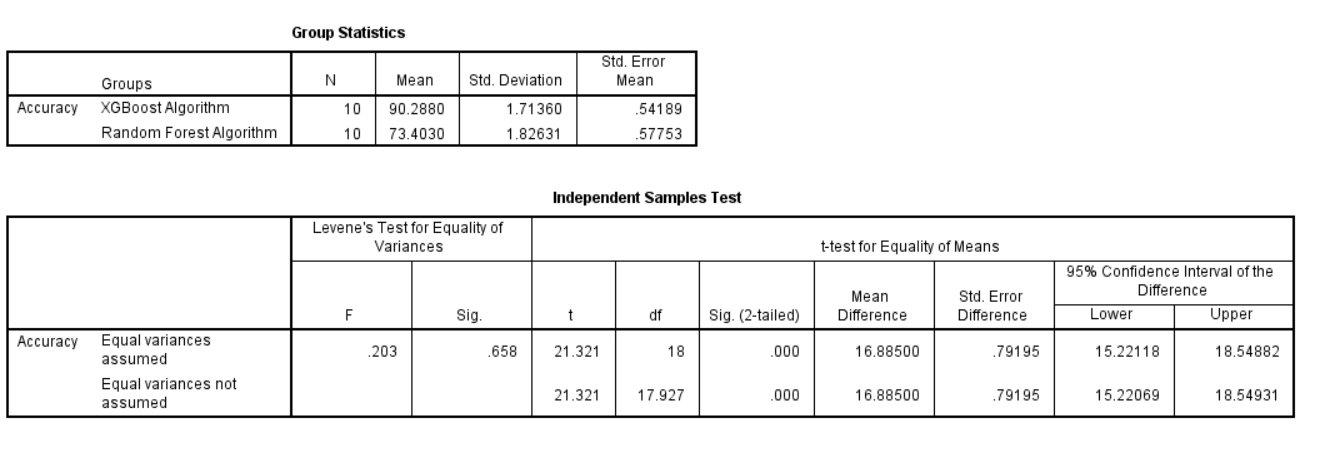 Group Statistics
Groups N Mean Std. Deviation Std. Error Mean
Accuracy XGBoost Algorithm 10 90.2880 1.71360 .54189
Random Forest Algorithm 10 73.4030 1.82631 .57753
Independent Samples Test
Levene's Test for Equality of Variances
t-test for Equality of Means
F Sig. t df Sig. (2-tailed) Mean Difference Std. Error Difference
95% Confidence Interval of the Difference
Lower Upper
Accuracy Equal variances assumed .203 .658 21.321 18 .000 16.88500 .79195 15.22118 18.54882
Equal variances not assumed 21.321 17.927 .000 16.88500 .79195 15.22069 18.54931